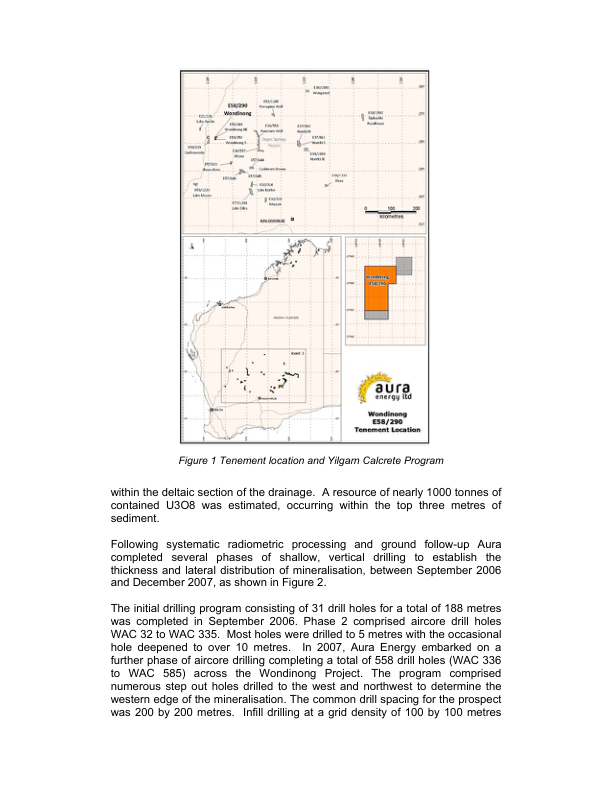 E58/290
Wondinong
0 100 200
kilometres
Wondinong
E58/290
aura
energy ltd
Wondinong
E58/290
Tenement Location
Figure 1 Tenement location and Yilgarn Calcrete Program
within the deltaic section of the drainage. A resource of nearly 1000 tonnes of
contained U3O8 was estimated, occurring within the top three metres of
sediment.
Following systematic radiometric processing and ground follow-up Aura
completed several phases of shallow, vertical drilling to establish the
thickness and lateral distribution of mineralisation, between September 2006
and December 2007, as shown in Figure 2.
The initial drilling program consisting of 31 drill holes for a total of 188 metres
was completed in September 2006. Phase 2 comprised aircore drill holes
WAC 32 to WAC 335. Most holes were drilled to 5 metres with the occasional
hole deepened to over 10 metres. In 2007, Aura Energy embarked on a
further phase of aircore drilling completing a total of 558 drill holes (WAC 336
to WAC 585) across the Wondinong Project. The program comprised
numerous step out holes drilled to the west and northwest to determine the
western edge of the mineralisation. The common drill spacing for the prospect
was 200 by 200 metres. Infill drilling at a grid density of 100 by 100 metres